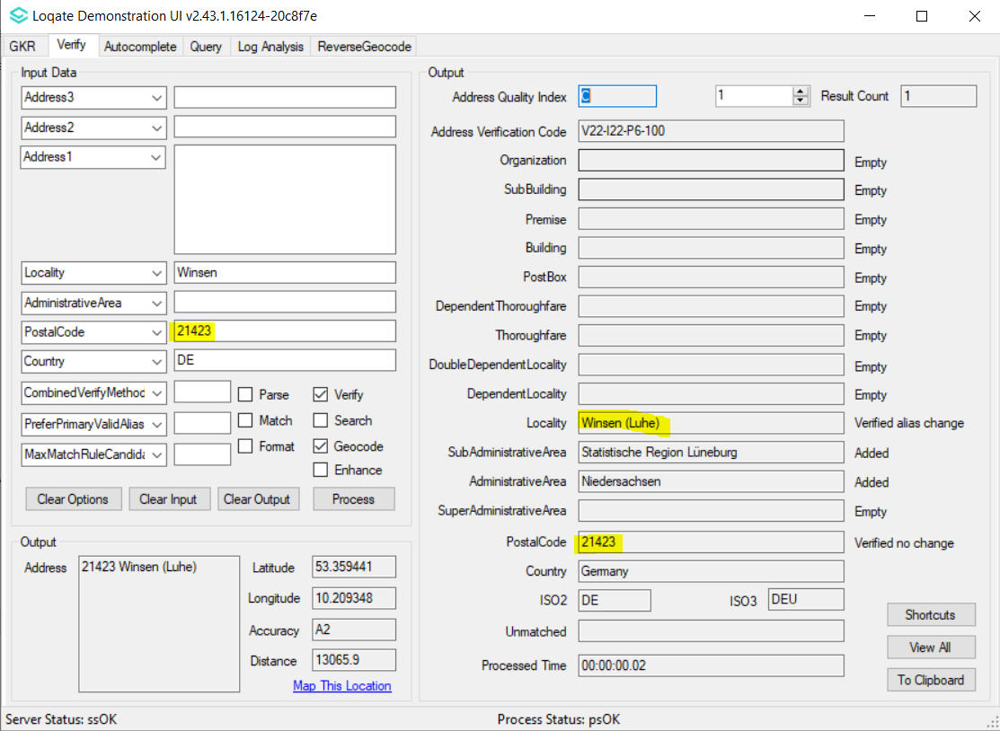 Loqate Demonstration UI v2.43.1.16124-20c8f7e
GKR Verify Autocomplete Query Log Analysis ReverseGeocode
Input Data
Address3
Address2
Address1
Locality Winsen
AdministrativeArea
PostalCode 21423
Country DE
CombinedVerifyMethod
PreferPrimaryValidAlias
MaxMatchRuleCandida
Parse Verify
Match Search
Format Geocode
Enhance
Clear Options Clear Input Clear Output Process
Output
Address 21423 Winsen (Luhe)
Latitude 53.359441
Longitude 10.209348
Accuracy A2
Distance 13065.9
Map This Location
Output
Address Quality Index C 1 Result Count 1
Address Verification Code V22-I22-P6-100
Organization Empty
SubBuilding Empty
Premise Empty
Building Empty
PostBox Empty
DependentThoroughfare Empty
Thoroughfare Empty
DoubleDependentLocality Empty
DependentLocality Empty
Locality Winsen (Luhe) Verified alias change
SubAdministrativeArea Statistische Region Lüneburg Added
AdministrativeArea Niedersachsen Added
SuperAdministrativeArea Empty
PostalCode 21423 Verified no change
Country Germany
ISO2 DE ISO3 DEU
Unmatched
Processed Time 00:00:00.02
Shortcuts
View All
To Clipboard
Server Status: ssOK Process Status: psOK